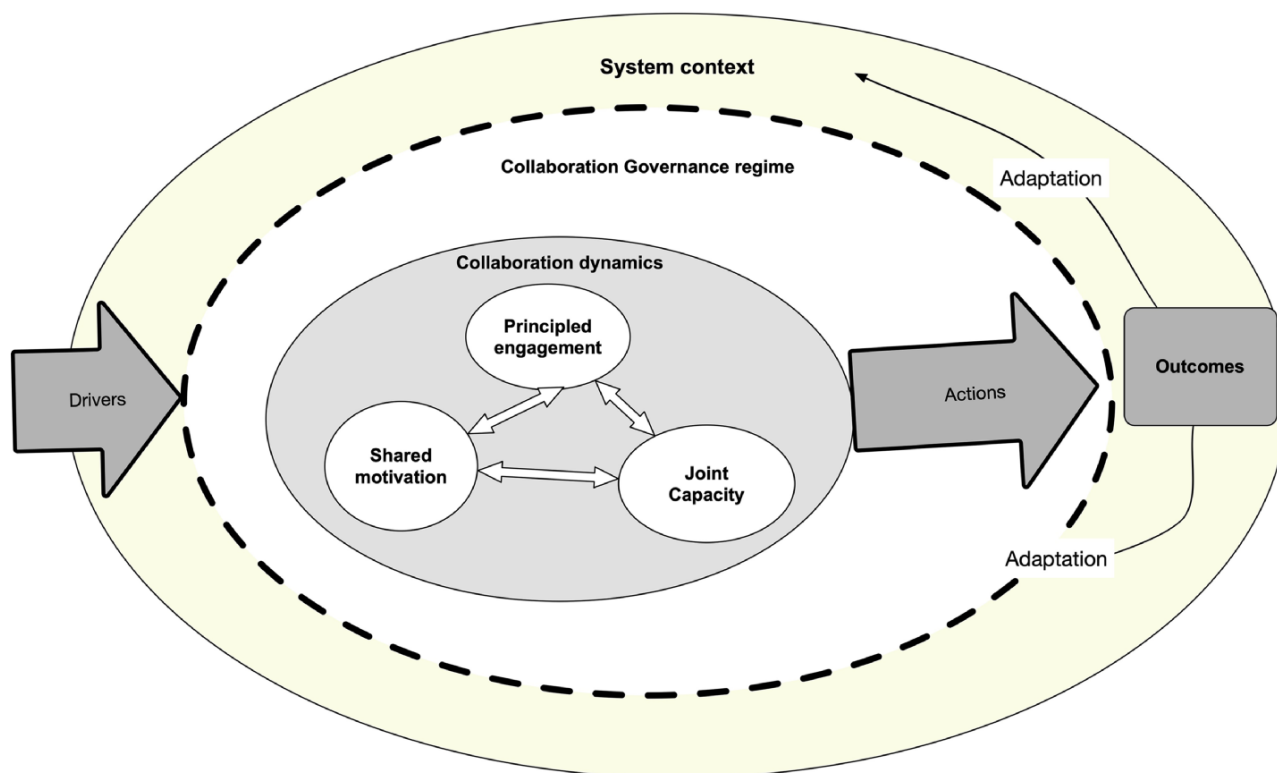 System context
Collaboration Governance regime
Adaptation
Collaboration dynamics
Principled
engagement
Drivers
Actions
Outcomes
Shared
motivation
Joint
Capacity
Adaptation